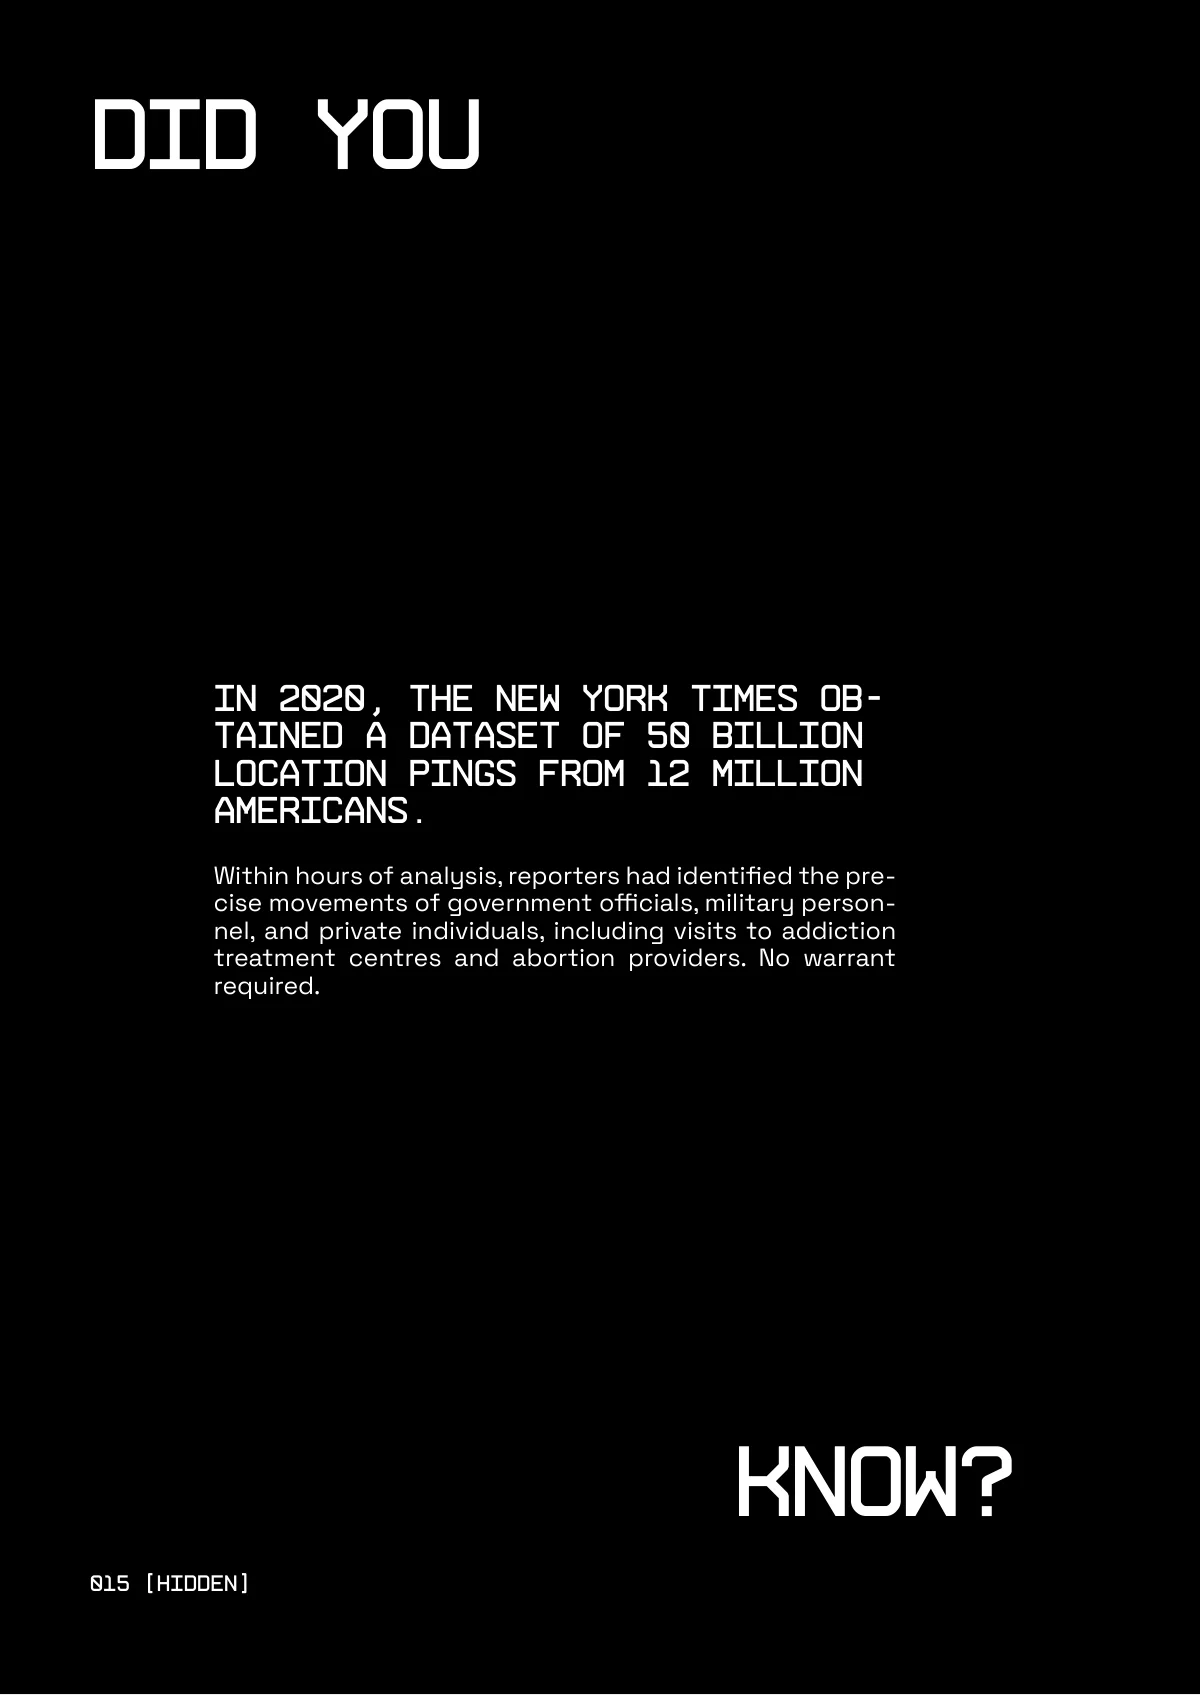 DID YOU
IN 2020, THE NEW YORK TIMES OB-
TAINED A DATASET OF 50 BILLION
LOCATION PINGS FROM 12 MILLION
AMERICANS.
Within hours of analysis, reporters had identified the pre-
cise movements of government officials, military person-
nel, and private individuals, including visits to addiction
treatment centres and abortion providers. No warrant
required.
KNOW?
015 [HIDDEN]